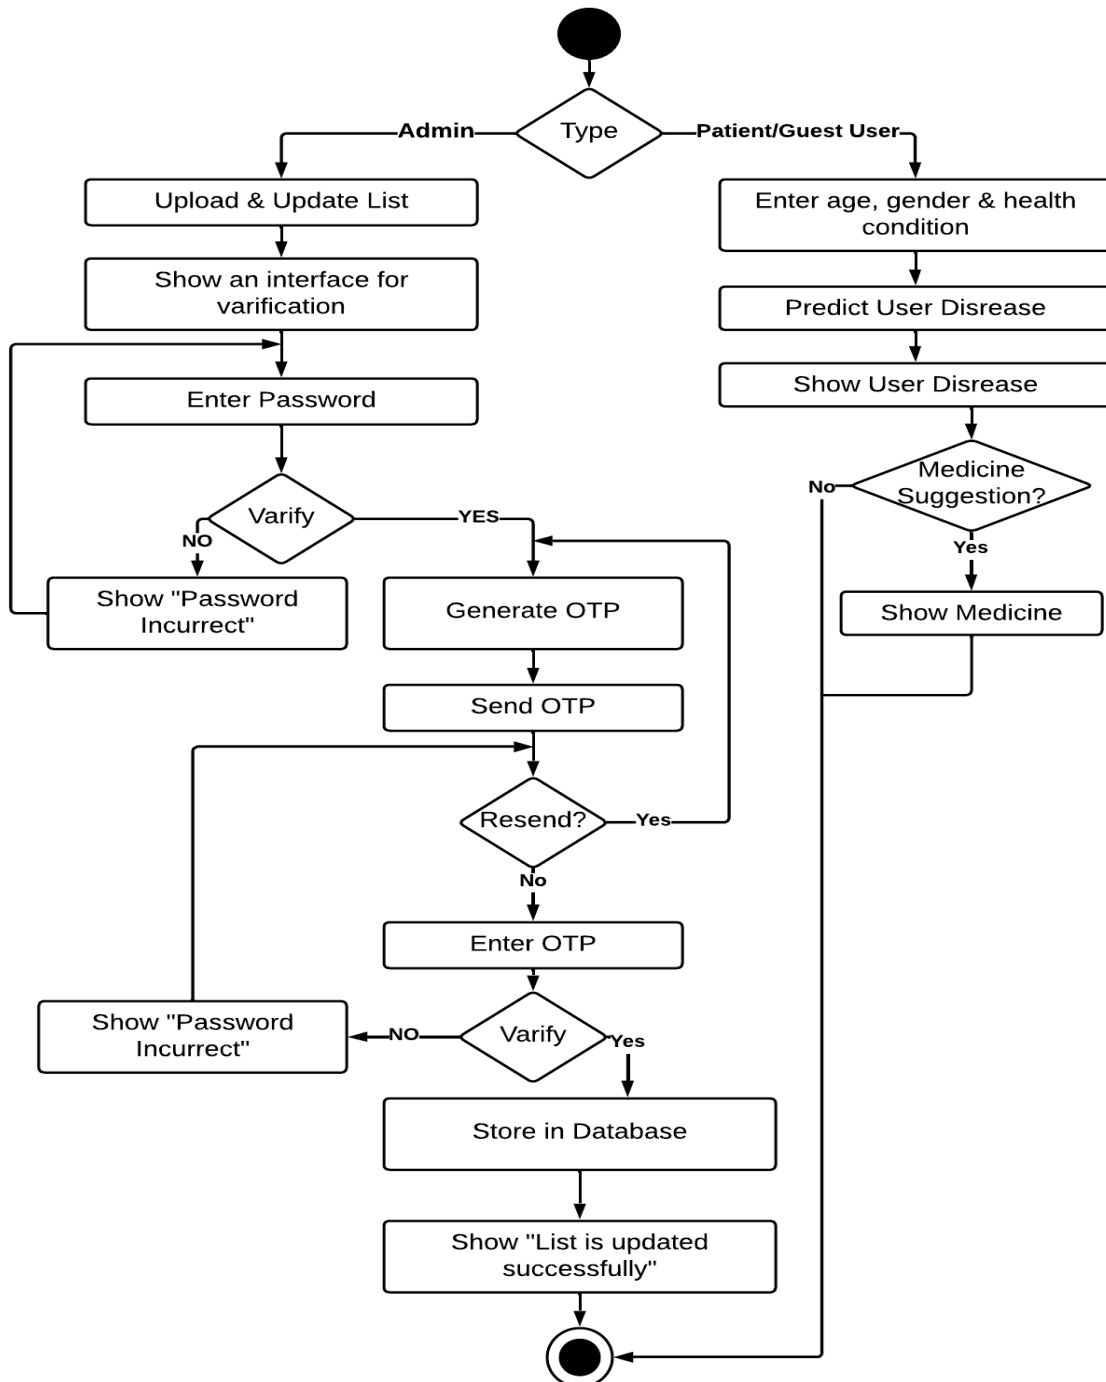 Type
Admin
Patient/Guest User
Upload & Update List
Enter age, gender & health
condition
Show an interface for
varification
Predict User Disrease
Enter Password
Show User Disrease
Medicine
Suggestion?
No
Yes
Varify
NO
YES
Show "Password
Incurrect"
Generate OTP
Show Medicine
Send OTP
Resend?
Yes
No
Enter OTP
Varify
NO
Yes
Show "Password
Incurrect"
Store in Database
Show "List is updated
successfully"